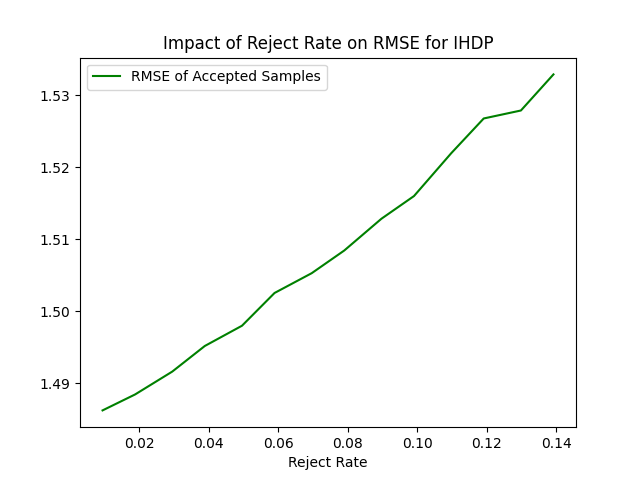 Impact of Reject Rate on RMSE for IHDP
RMSE of Accepted Samples
1.53
1.52
1.51
1.50
1.49
0.02 0.04 0.06 0.08 0.10 0.12 0.14
Reject Rate